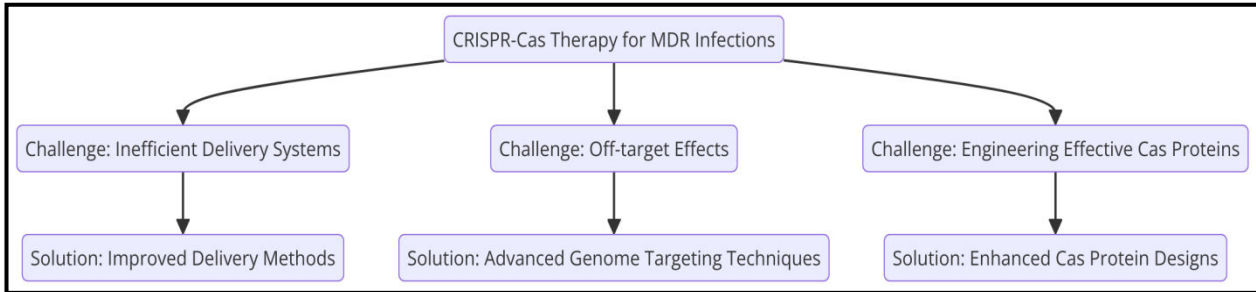 CRISPR-Cas Therapy for MDR Infections
Challenge: Inefficient Delivery Systems
Challenge: Off-target Effects
Challenge: Engineering Effective Cas Proteins
Solution: Improved Delivery Methods
Solution: Advanced Genome Targeting Techniques
Solution: Enhanced Cas Protein Designs